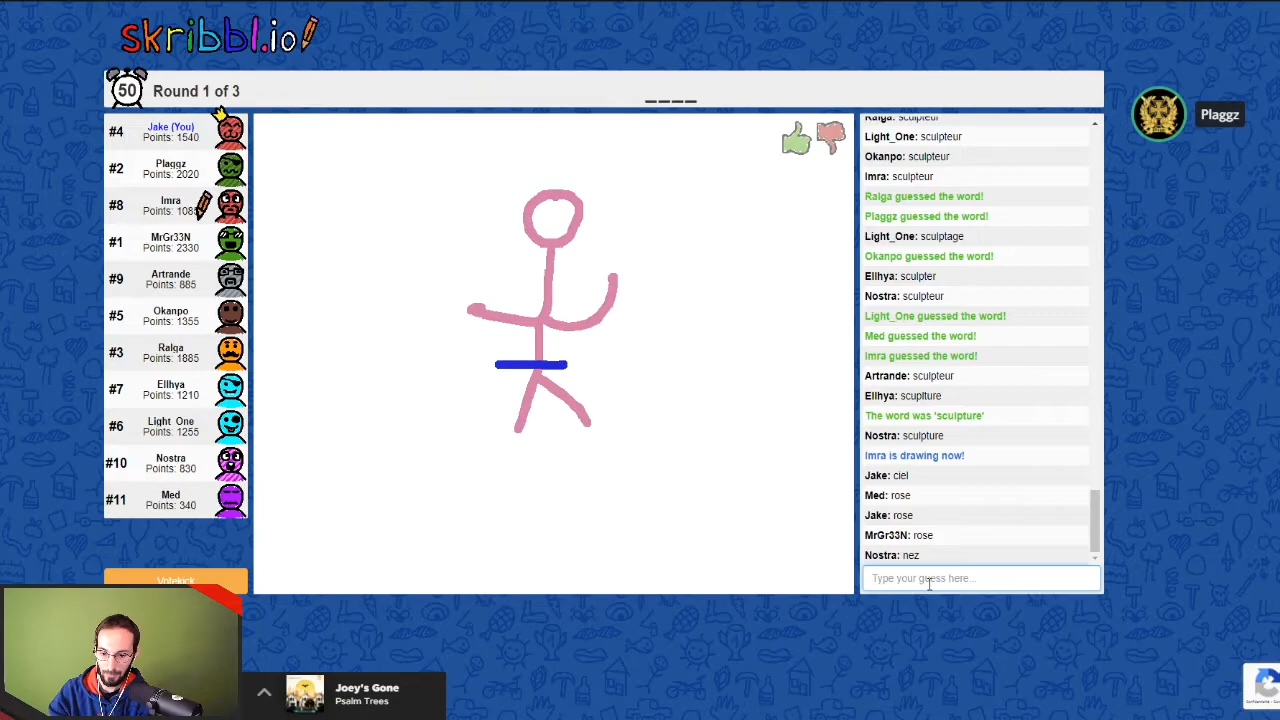 skribbl.io!
50
Round 1 of 3
____
#4 Jake (You)
Points: 1540
#2 Plaggz
Points: 2020
#8 Imra
#1 MrGr33N
Points: 2330
#9 Artrande
Points: 885
#5 Okanpo
Points: 1355
#3
Points: 1885
#7 Ellhya
Points: 1210
#6 Light_One
Points: 1255
#10 Nostra
Points: 830
#11 Med
Points: 340
Votekick
Ralga: sculpteur
Light_One: sculpteur
Okanpo: sculpteur
Imra: sculpteur
Ralga guessed the word!
Plaggz guessed the word!
Light_One: sculptage
Okanpo guessed the word!
Ellhya: sculpter
Nostra: sculpteur
Light_One guessed the word!
Med guessed the word!
Imra guessed the word!
Artrande: sculpteur
Ellhya: scuplture
The word was 'sculpture'
Nostra: sculpture
Imra is drawing now!
Jake: ciel
Med: rose
Jake: rose
MrGr33N: rose
Nostra: nez
Type your guess here...
Plaggz
Joey's Gone
Psalm Trees